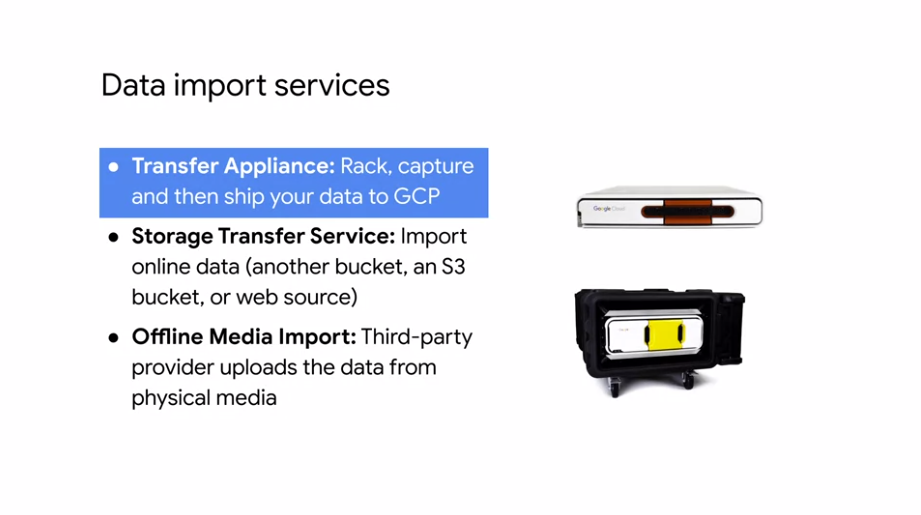 Data import services
● Transfer Appliance: Rack, capture
and then ship your data to GCP
● Storage Transfer Service: Import
online data (another bucket, an S3
bucket, or web source)
● Offline Media Import: Third-party
provider uploads the data from
physical media
Google Cloud